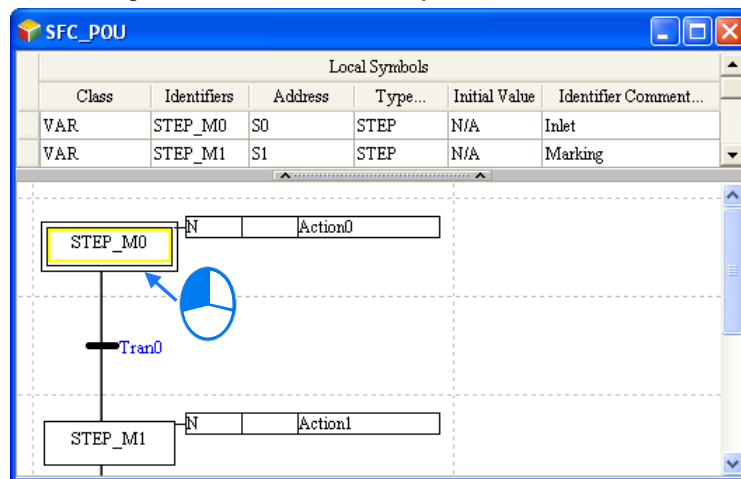 SFC_POU
Local Symbols
Class Identifiers Address Type... Initial Value Identifier Comment...
VAR STEP_M0 S0 STEP N/A Inlet
VAR STEP_M1 S1 STEP N/A Marking
STEP_M0 N Action0
Tran0
STEP_M1 N Action1